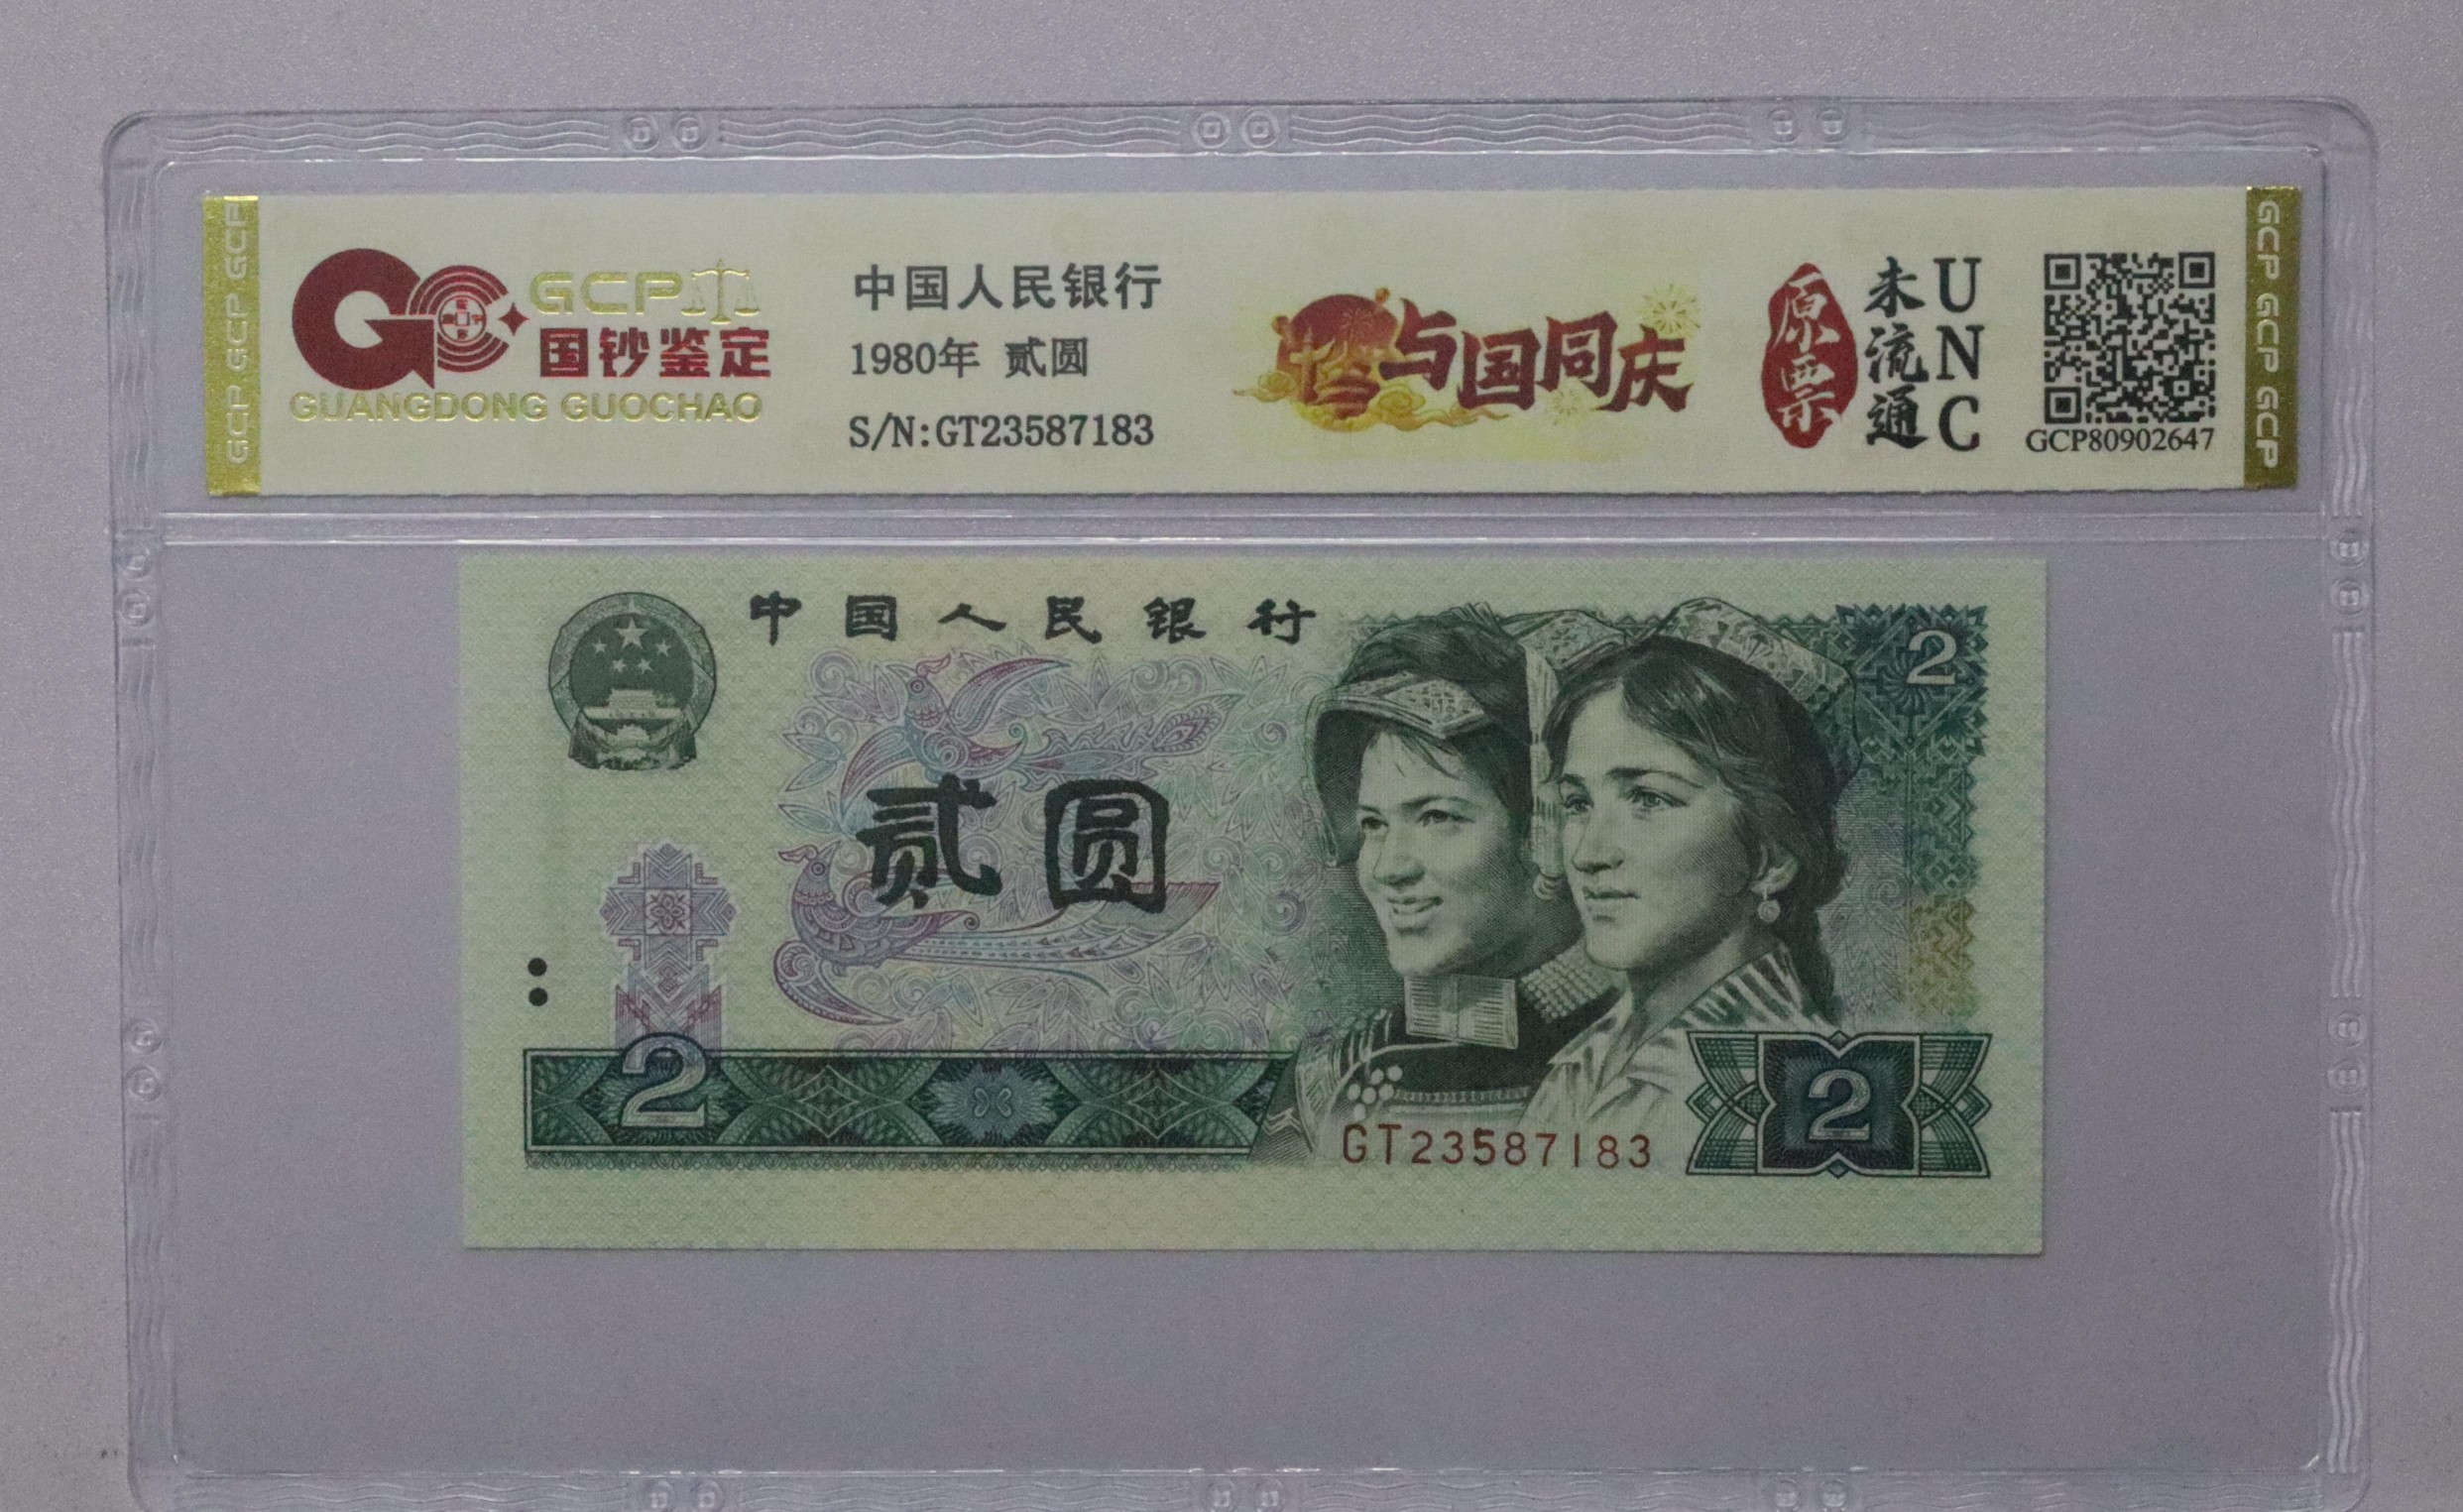 GCP
国钞鉴定
GUANGDONG GUOCHAO
中国人民银行
1980年 贰圆
S/N:GT23587183
与国同庆
原票
未流通
UNC
GCP80902647
GCP GCP GCP
GCP GCP GCP
中国人民银行
2
贰圆
2
2
GT23587183